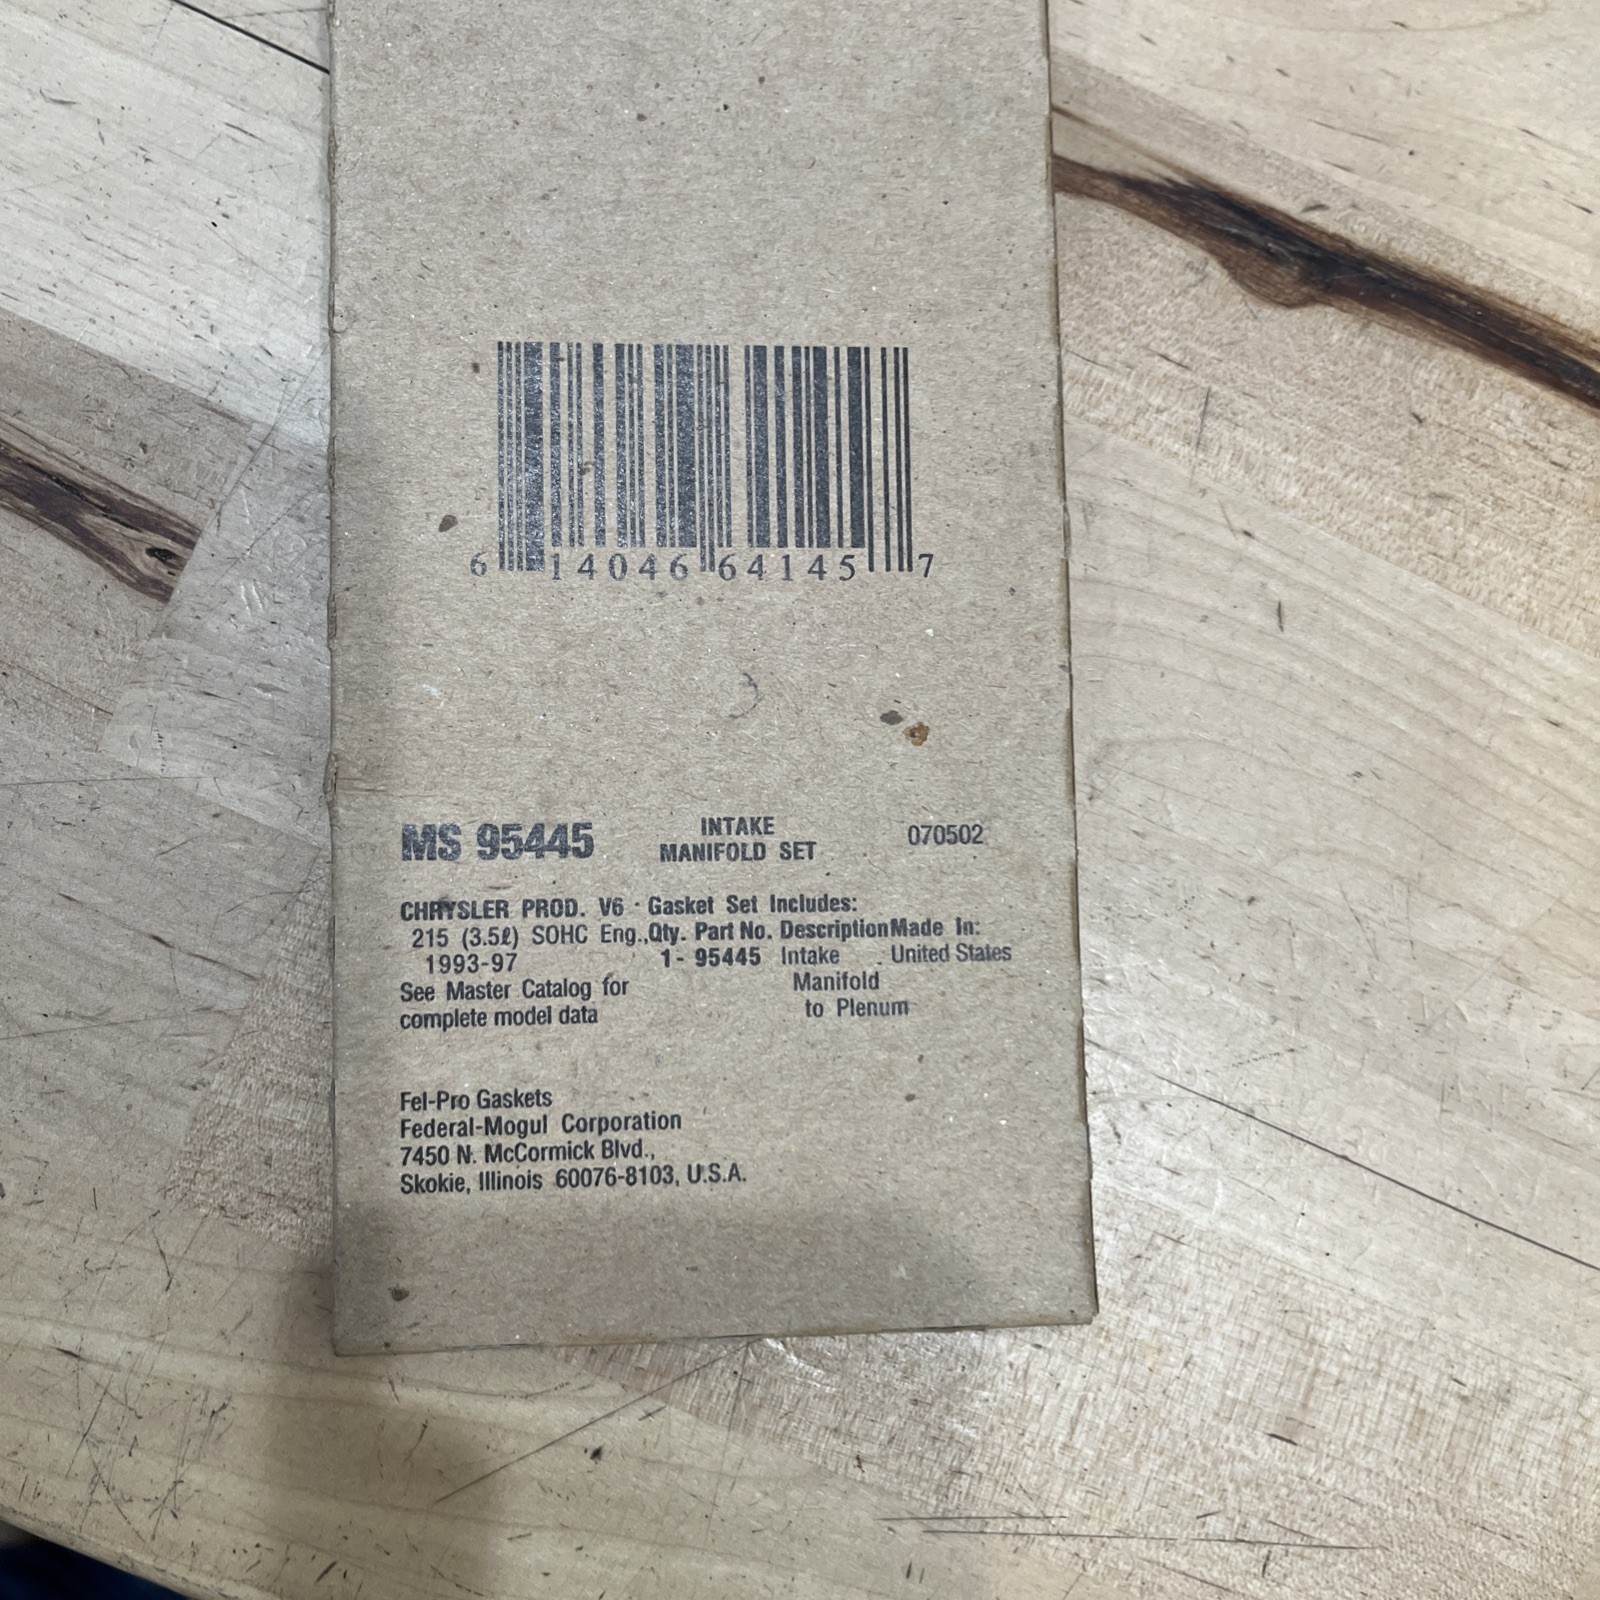 6 14046 64145 7
MS 95445 INTAKE MANIFOLD SET 070502
CHRYSLER PROD. V6 · Gasket Set Includes:
215 (3.5ℓ) SOHC Eng., Qty. Part No. Description Made In:
1993-97 1- 95445 Intake United States
See Master Catalog for Manifold
complete model data to Plenum
Fel-Pro Gaskets
Federal-Mogul Corporation
7450 N. McCormick Blvd.,
Skokie, Illinois 60076-8103, U.S.A.